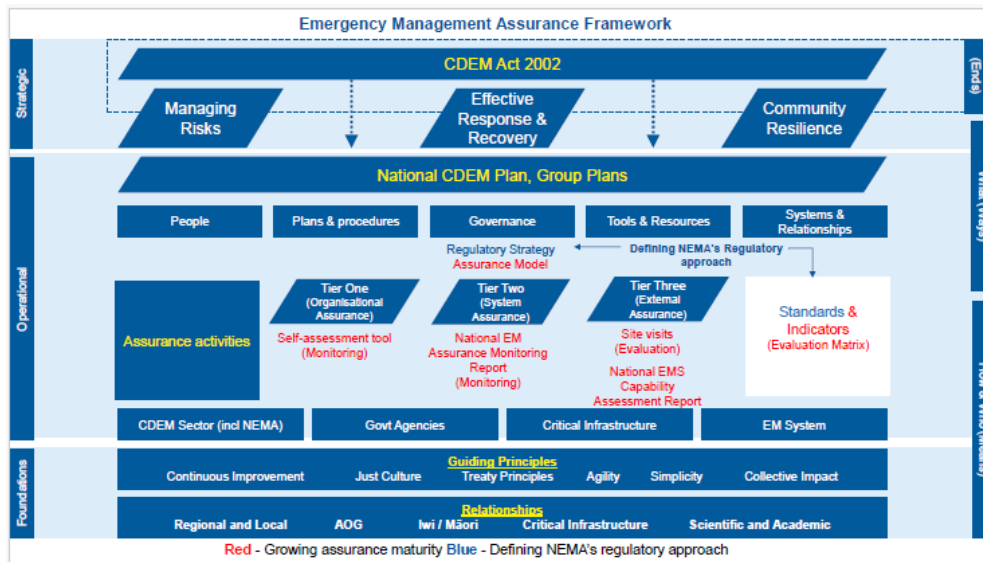 Emergency Management Assurance Framework
Strategic
(Ends)
CDEM Act 2002
Managing
Risks
Effective
Response &
Recovery
Community
Resilience
Operational
What (Ways)
National CDEM Plan, Group Plans
People
Plans & procedures
Governance
Tools & Resources
Systems &
Relationships
Regulatory Strategy
Assurance Model
Defining NEMA's Regulatory
approach
Assurance activities
Tier One
(Organisational
Assurance)
Self-assessment tool
(Monitoring)
Tier Two
(System
Assurance)
National EM
Assurance Monitoring
Report
(Monitoring)
Tier Three
(External
Assurance)
Site visits
(Evaluation)
National EMS
Capability
Assessment Report
Standards &
Indicators
(Evaluation Matrix)
CDEM Sector (incl NEMA)
Govt Agencies
Critical Infrastructure
EM System
Foundations
Guiding Principles
Continuous Improvement Just Culture Treaty Principles Agility Simplicity Collective Impact
Relationships
Regional and Local AOG Iwi / Māori Critical Infrastructure Scientific and Academic
Red - Growing assurance maturity Blue - Defining NEMA's regulatory approach